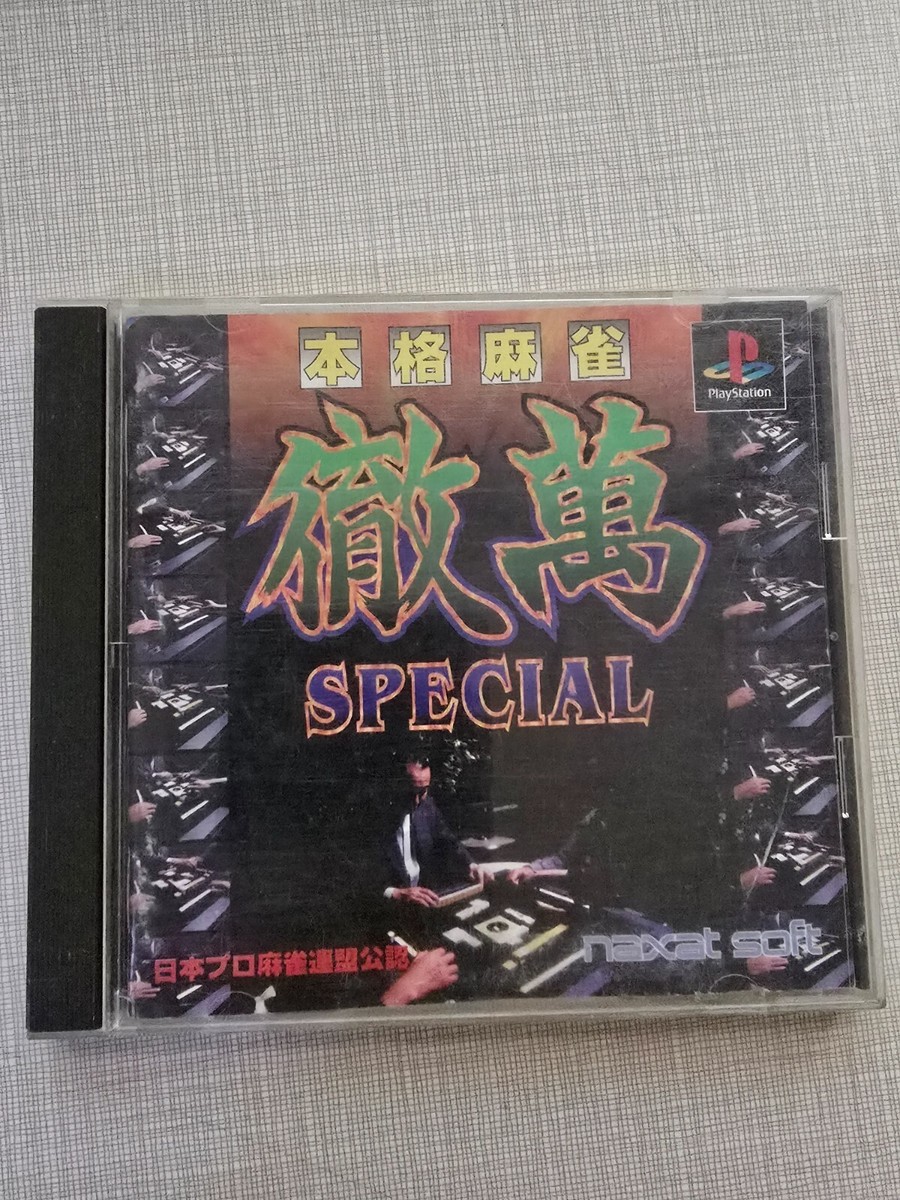 本格麻雀
PlayStation
徹萬
SPECIAL
naxat soft
日本プロ麻雀連盟公認